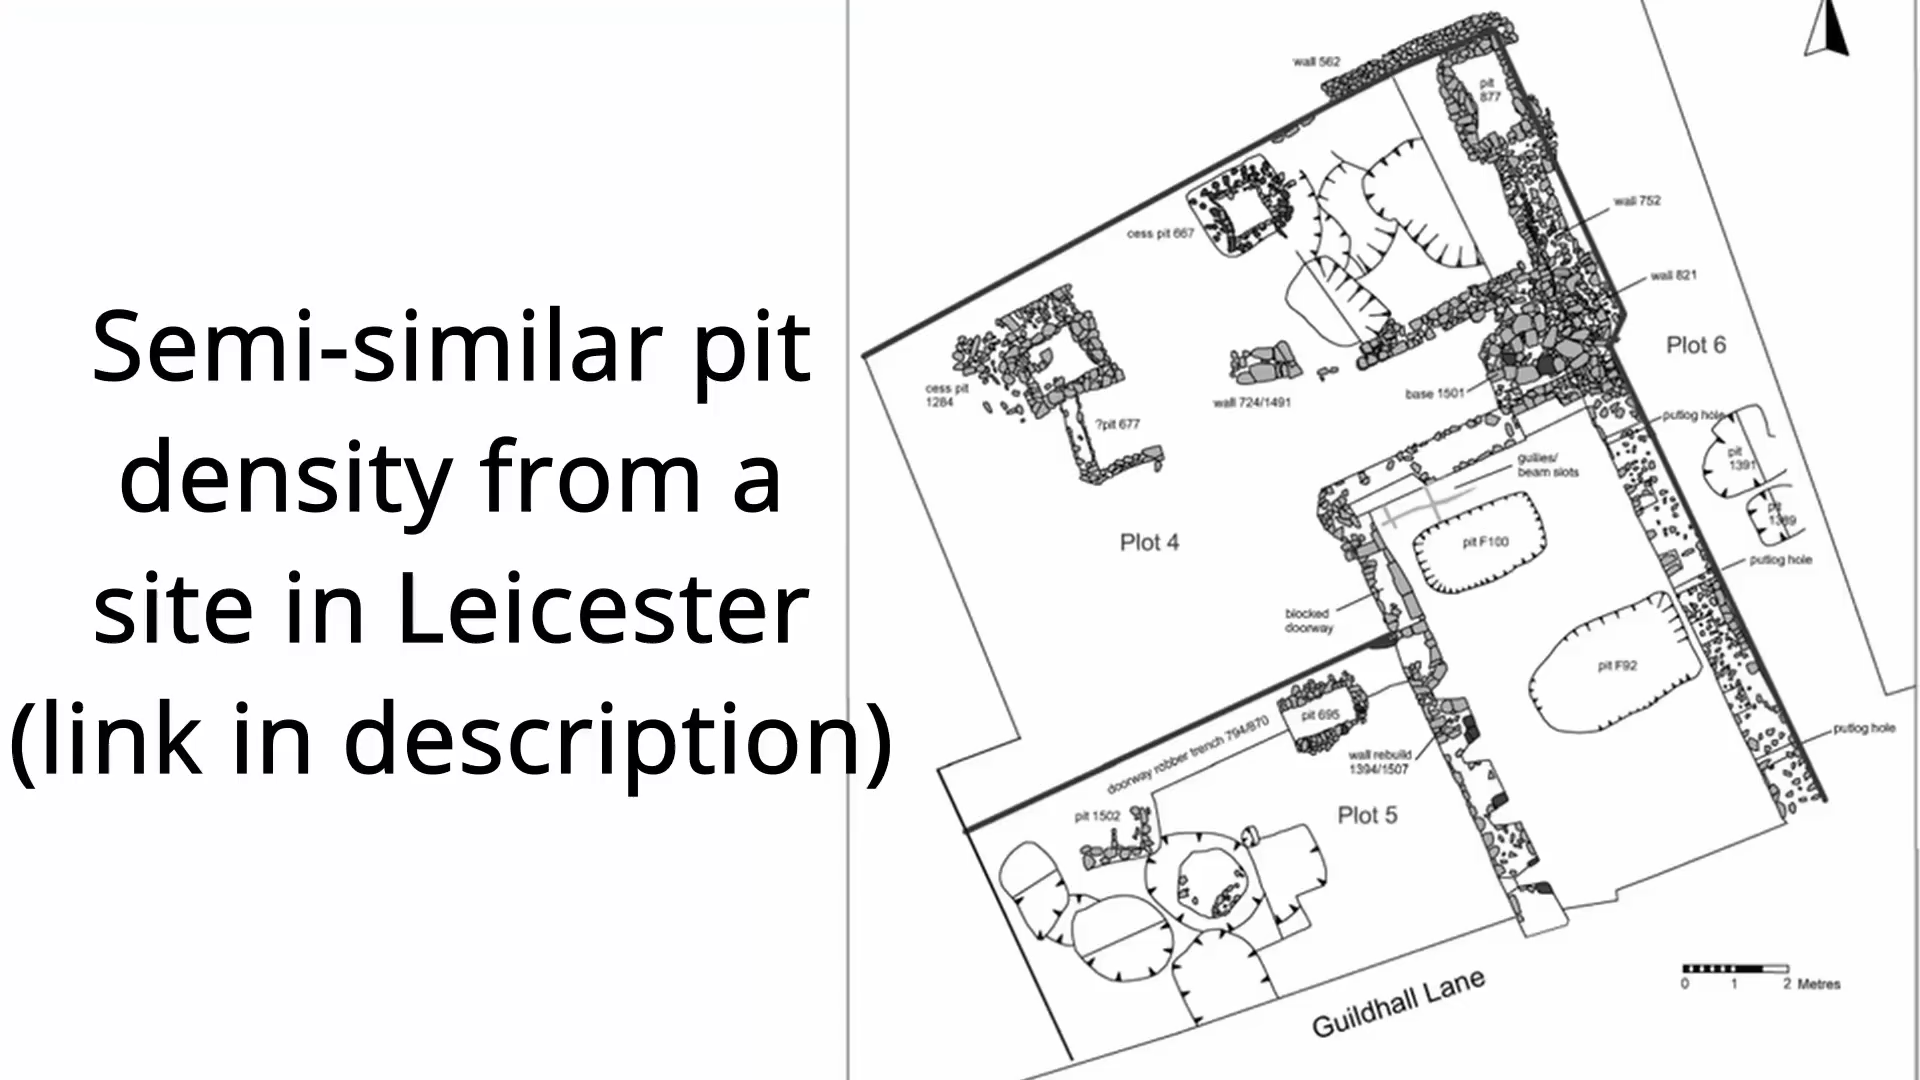 Semi-similar pit
density from a
site in Leicester
(link in description)
wall 562
pit
877
wall 752
cess pit 667
wall 821
Plot 6
cess pit
1284
wall 724/1491
base 1501
putlog hole
?pit 677
gullies/
beam slots
pit
1391
pit
1389
Plot 4
pit F100
putlog hole
blocked
doorway
pit F92
pit 695
doorway robber trench 794/870
putlog hole
wall rebuild
1394/1507
pit 1502
Plot 5
Guildhall Lane
0 1 2 Metres